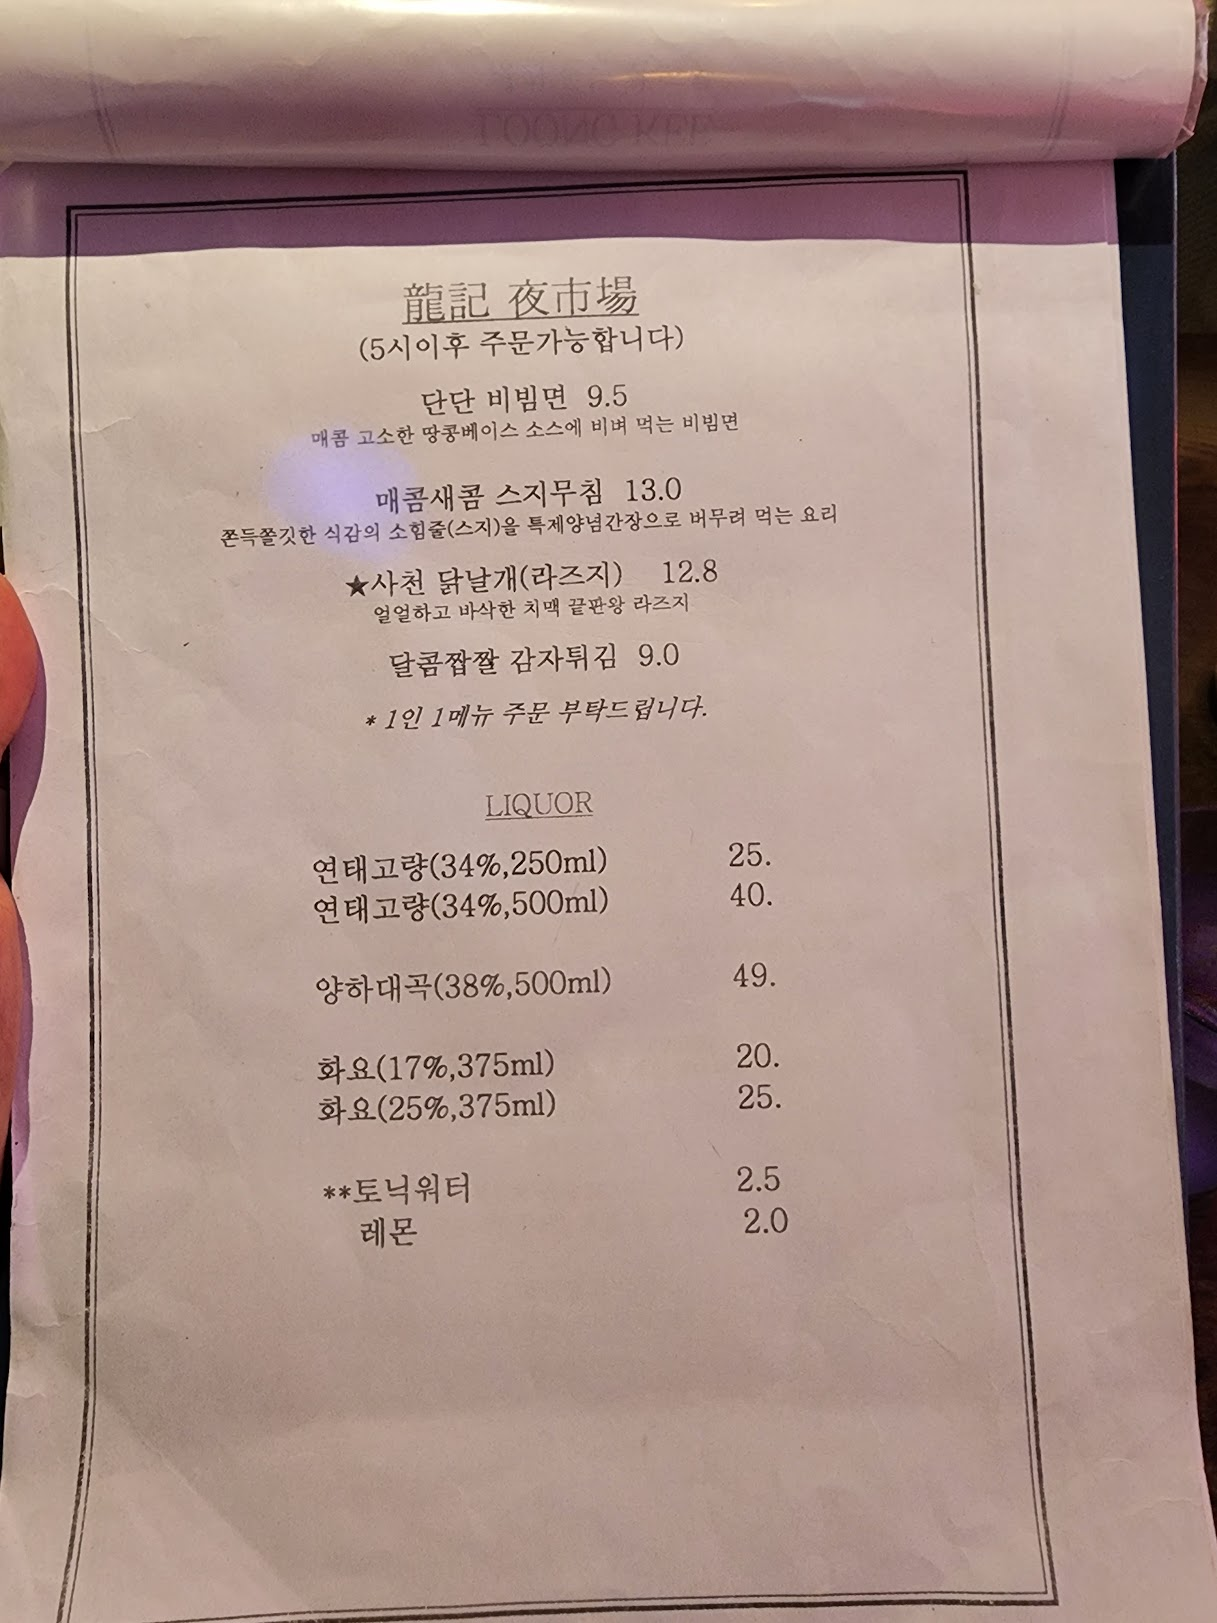 龍記 夜市場
(5시이후 주문가능합니다)
단단 비빔면 9.5
매콤 고소한 땅콩베이스 소스에 비벼 먹는 비빔면
매콤새콤 스지무침 13.0
쫀득쫄깃한 식감의 소힘줄(스지)을 특제양념간장으로 버무려 먹는 요리
★사천 닭날개(라즈지) 12.8
얼얼하고 바삭한 치맥 끝판왕 라즈지
달콤짭짤 감자튀김 9.0
* 1인 1메뉴 주문 부탁드립니다.
LIQUOR
연태고량(34%,250ml) 25.
연태고량(34%,500ml) 40.
양하대곡(38%,500ml) 49.
화요(17%,375ml) 20.
화요(25%,375ml) 25.
**토닉워터 2.5
레몬 2.0